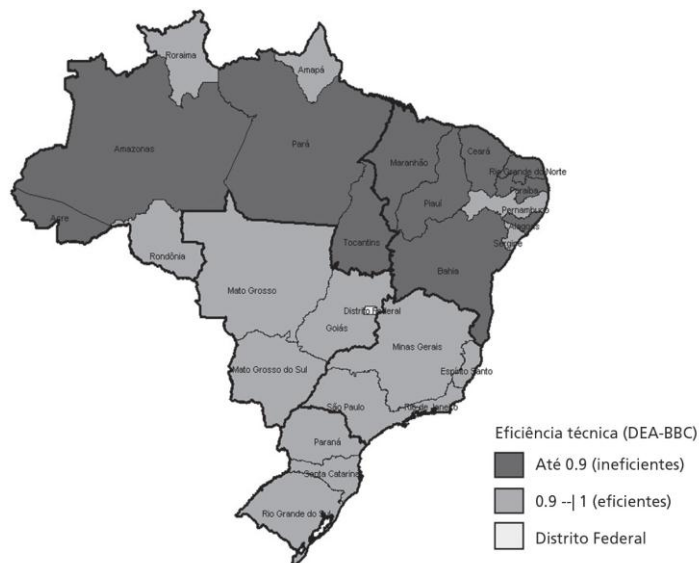 Roraima
Amapá
Amazonas
Pará
Maranhão
Ceará
Rio Grande do Norte
Paraíba
Piauí
Pernambuco
Alagoas
Sergipe
Acre
Tocantins
Rondônia
Bahia
Mato Grosso
Distrito Federal
Goiás
Minas Gerais
Mato Grosso do Sul
Espírito Santo
São Paulo
Rio de Janeiro
Paraná
Santa Catarina
Rio Grande do Sul
Eficiência técnica (DEA-BBC)
Até 0.9 (ineficientes)
0.9 --| 1 (eficientes)
Distrito Federal